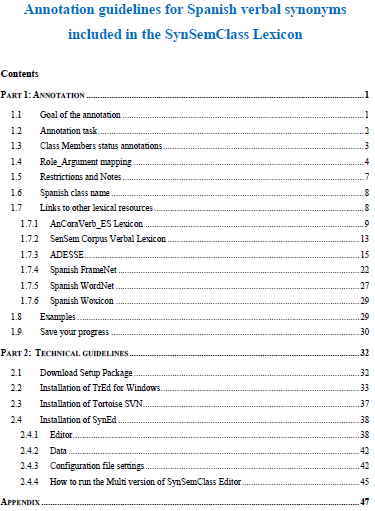 Annotation guidelines for Spanish verbal synonyms
included in the SynSemClass Lexicon
Contents
PART 1: ANNOTATION 1
1.1 Goal of the annotation 1
1.2 Annotation task 2
1.3 Class Members status annotations 3
1.4 Role_Argument mapping 4
1.5 Restrictions and Notes 7
1.6 Spanish class name 8
1.7 Links to other lexical resources 8
1.7.1 AnCoraVerb_ES Lexicon 9
1.7.2 SenSem Corpus Verbal Lexicon 13
1.7.3 ADESSE 15
1.7.4 Spanish FrameNet 22
1.7.5 Spanish WordNet 27
1.7.6 Spanish Woxicon 29
1.8 Examples 29
1.9 Save your progress 30
PART 2: TECHNICAL GUIDELINES 32
2.1 Download Setup Package 32
2.2 Installation of TrEd for Windows 33
2.3 Installation of Tortoise SVN 37
2.4 Installation of SynEd 38
2.4.1 Editor 38
2.4.2 Data 42
2.4.3 Configuration file settings 42
2.4.4 How to run the Multi version of SynSemClass Editor 45
APPENDIX 47